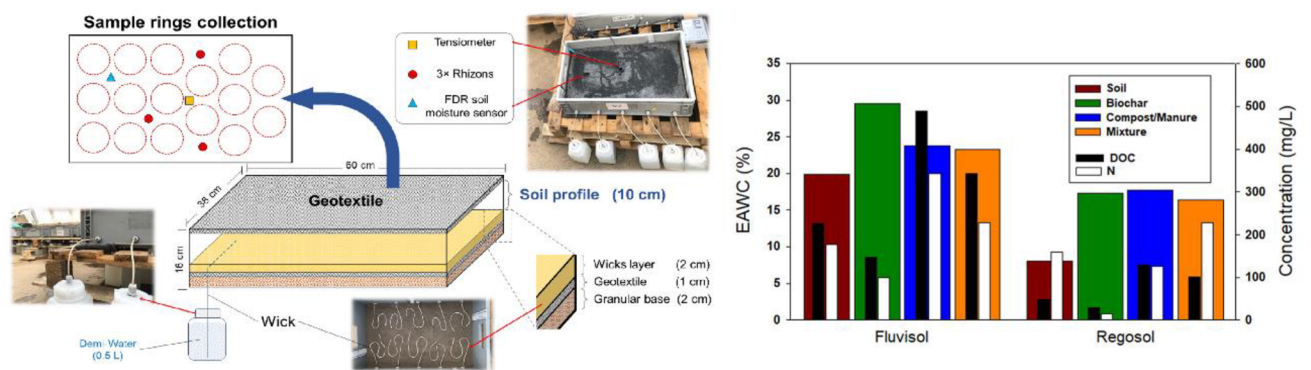 Sample rings collection
Tensiometer
3× Rhizons
FDR soil
moisture sensor
60 cm
38 cm
Geotextile
Soil profile (10 cm)
16 cm
Wicks layer (2 cm)
Geotextile (1 cm)
Granular base (2 cm)
Wick
Demi-Water
(0.5 L)
EAWC (%)
35
30
25
20
15
10
5
0
Soil
Biochar
Compost/Manure
Mixture
DOC
N
600
500
400
300
200
100
0
Concentration (mg/L)
Fluvisol
Regosol